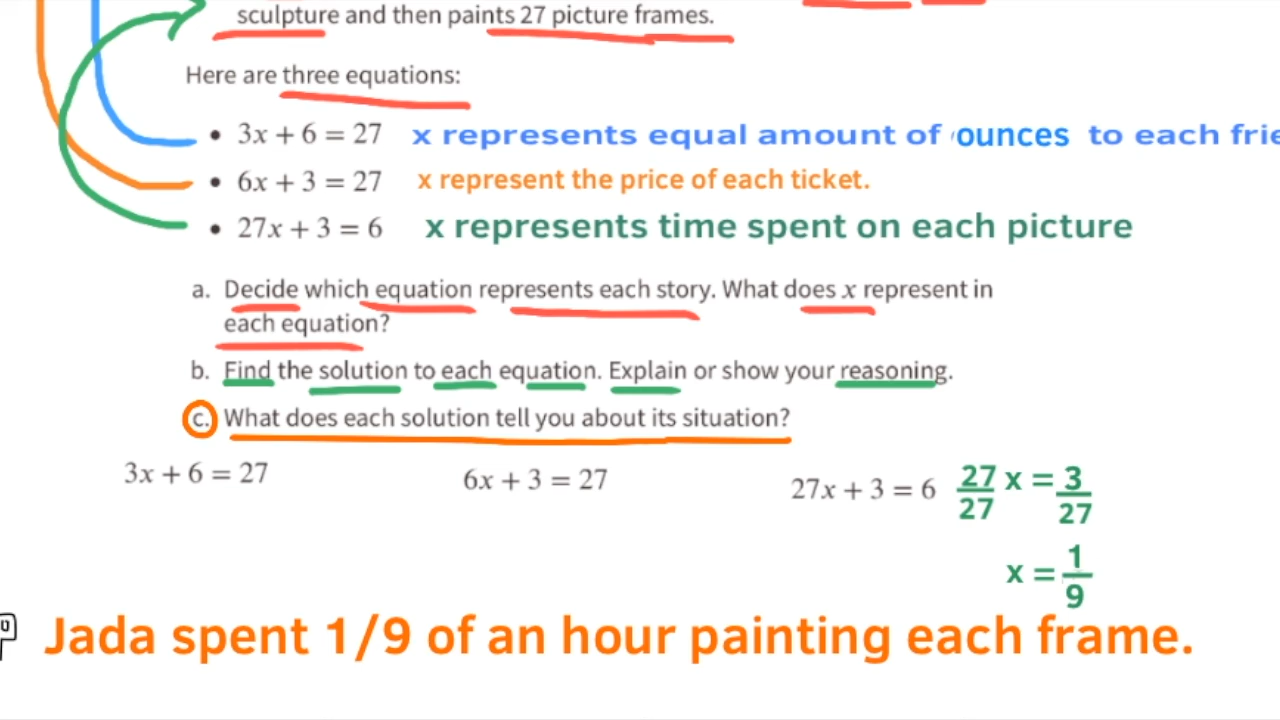 sculpture and then paints 27 picture frames.
Here are three equations:
• 3x + 6 = 27 x represents equal amount of ounces to each frie
• 6x + 3 = 27 x represent the price of each ticket.
• 27x + 3 = 6 x represents time spent on each picture
a. Decide which equation represents each story. What does x represent in
each equation?
b. Find the solution to each equation. Explain or show your reasoning.
c. What does each solution tell you about its situation?
3x + 6 = 27 6x + 3 = 27 27x + 3 = 6 27/27 x = 3/27
x = 1/9
Jada spent 1/9 of an hour painting each frame.